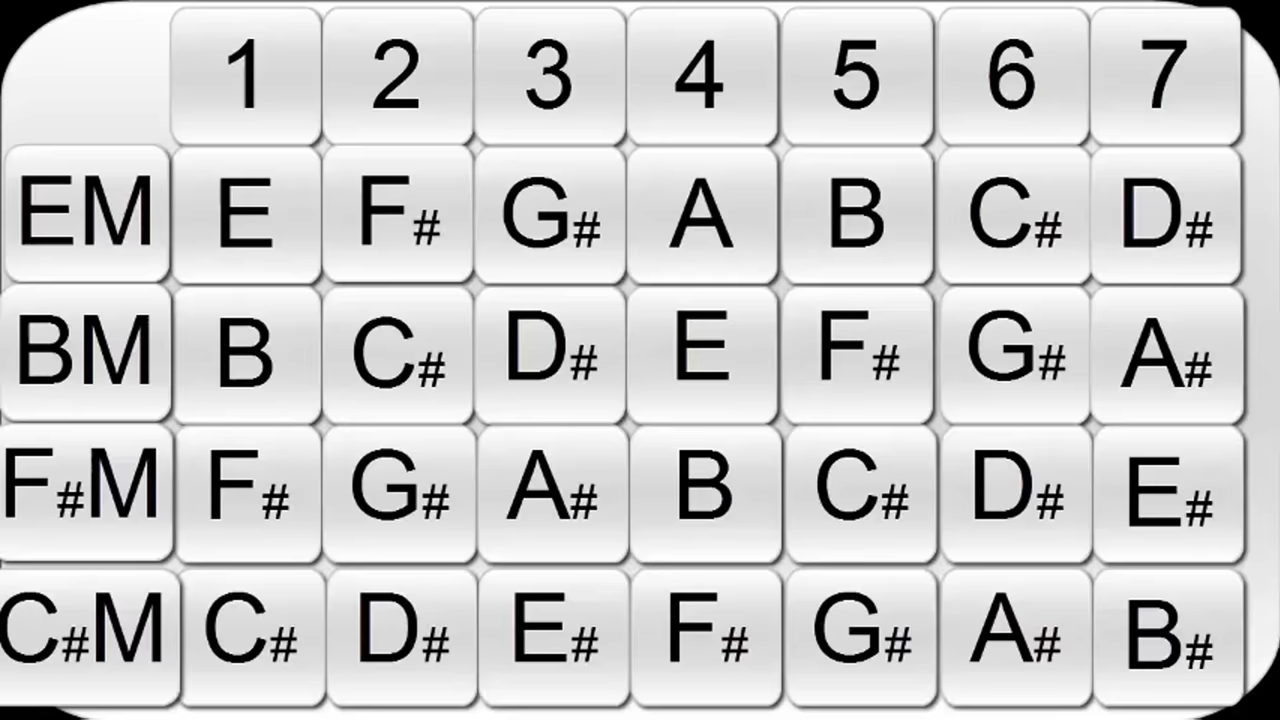 1 2 3 4 5 6 7
EM E F# G# A B C# D#
BM B C# D# E F# G# A#
F#M F# G# A# B C# D# E#
C#M C# D# E# F# G# A# B#